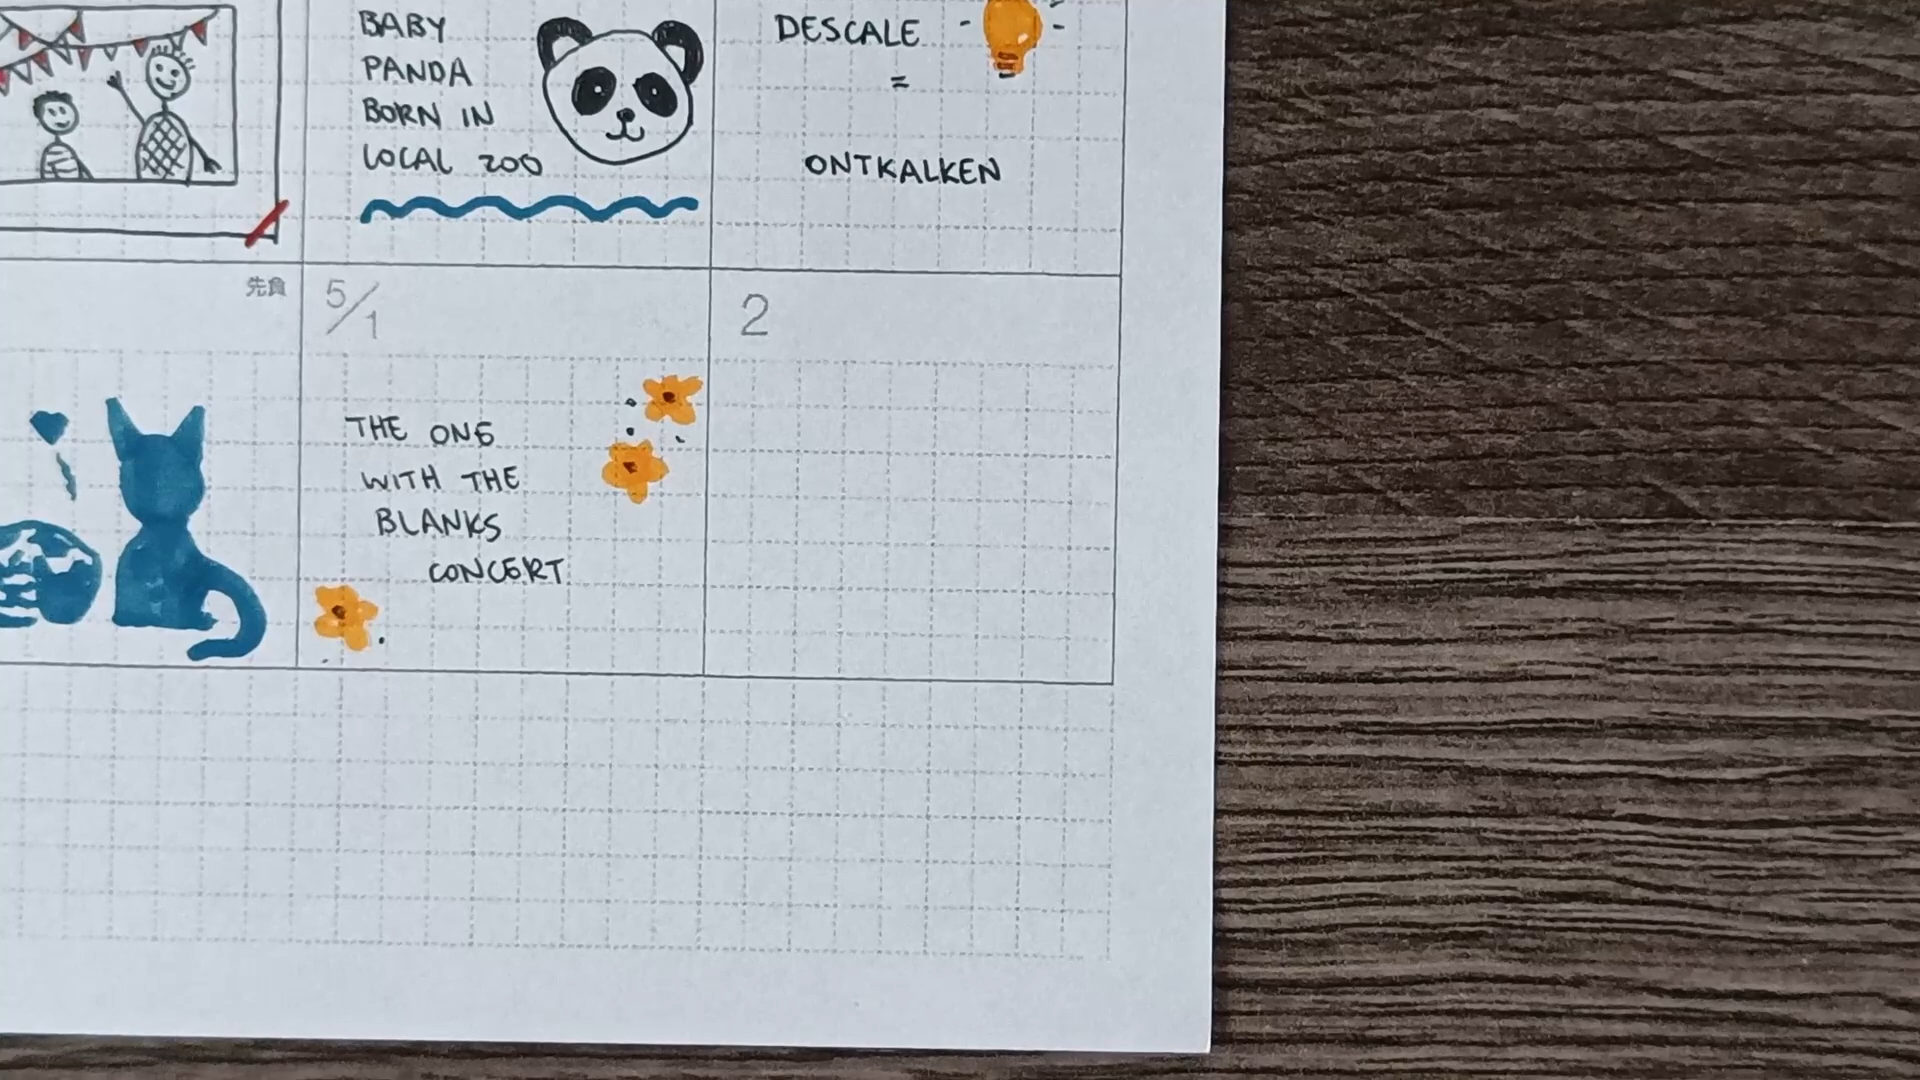 BABY
PANDA
BORN IN
LOCAL ZOO
DESCALE
=
ONTKALKEN
先負
5/1
2
THE ONE
WITH THE
BLANKS
CONCERT